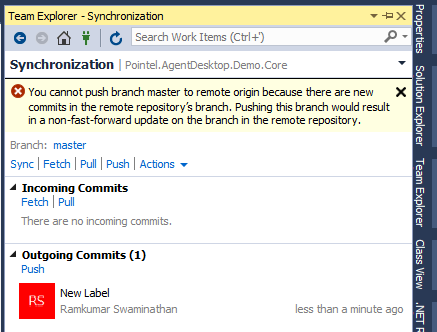 Team Explorer - Synchronization
Search Work Items (Ctrl+')
Synchronization | Pointel.AgentDesktop.Demo.Core
You cannot push branch master to remote origin because there are new
commits in the remote repository's branch. Pushing this branch would result
in a non-fast-forward update on the branch in the remote repository.
Branch: master
Sync | Fetch | Pull | Push | Actions
Incoming Commits
Fetch | Pull
There are no incoming commits.
Outgoing Commits (1)
Push
RS
New Label
Ramkumar Swaminathan
less than a minute ago
Properties
Solution Explorer
Team Explorer
Class View
.NET